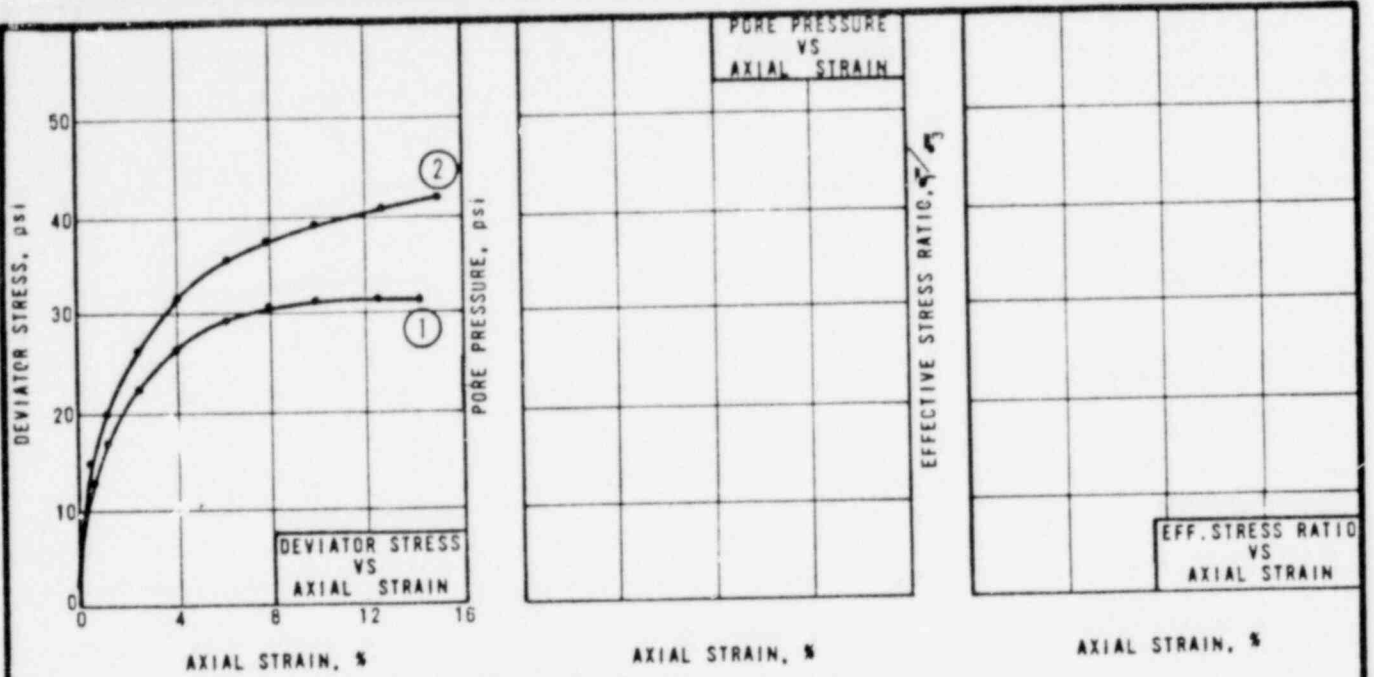 DEVIATOR STRESS, psi
50
40
30
20
10
0
0 4 8 12 16
AXIAL STRAIN, %
2
1
DEVIATOR STRESS
VS
AXIAL STRAIN
PORE PRESSURE, psi
PORE PRESSURE
VS
AXIAL STRAIN
AXIAL STRAIN, %
EFFECTIVE STRESS RATIO,
EFF. STRESS RATIO
VS
AXIAL STRAIN
AXIAL STRAIN, %